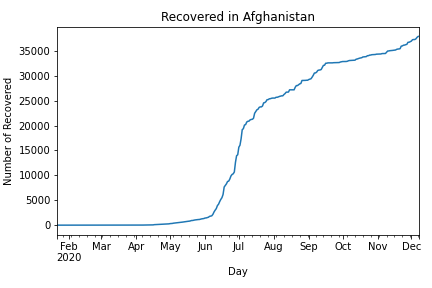 Recovered in Afghanistan
Number of Recovered
35000
30000
25000
20000
15000
10000
5000
0
Feb Mar Apr May Jun Jul Aug Sep Oct Nov Dec
2020
Day